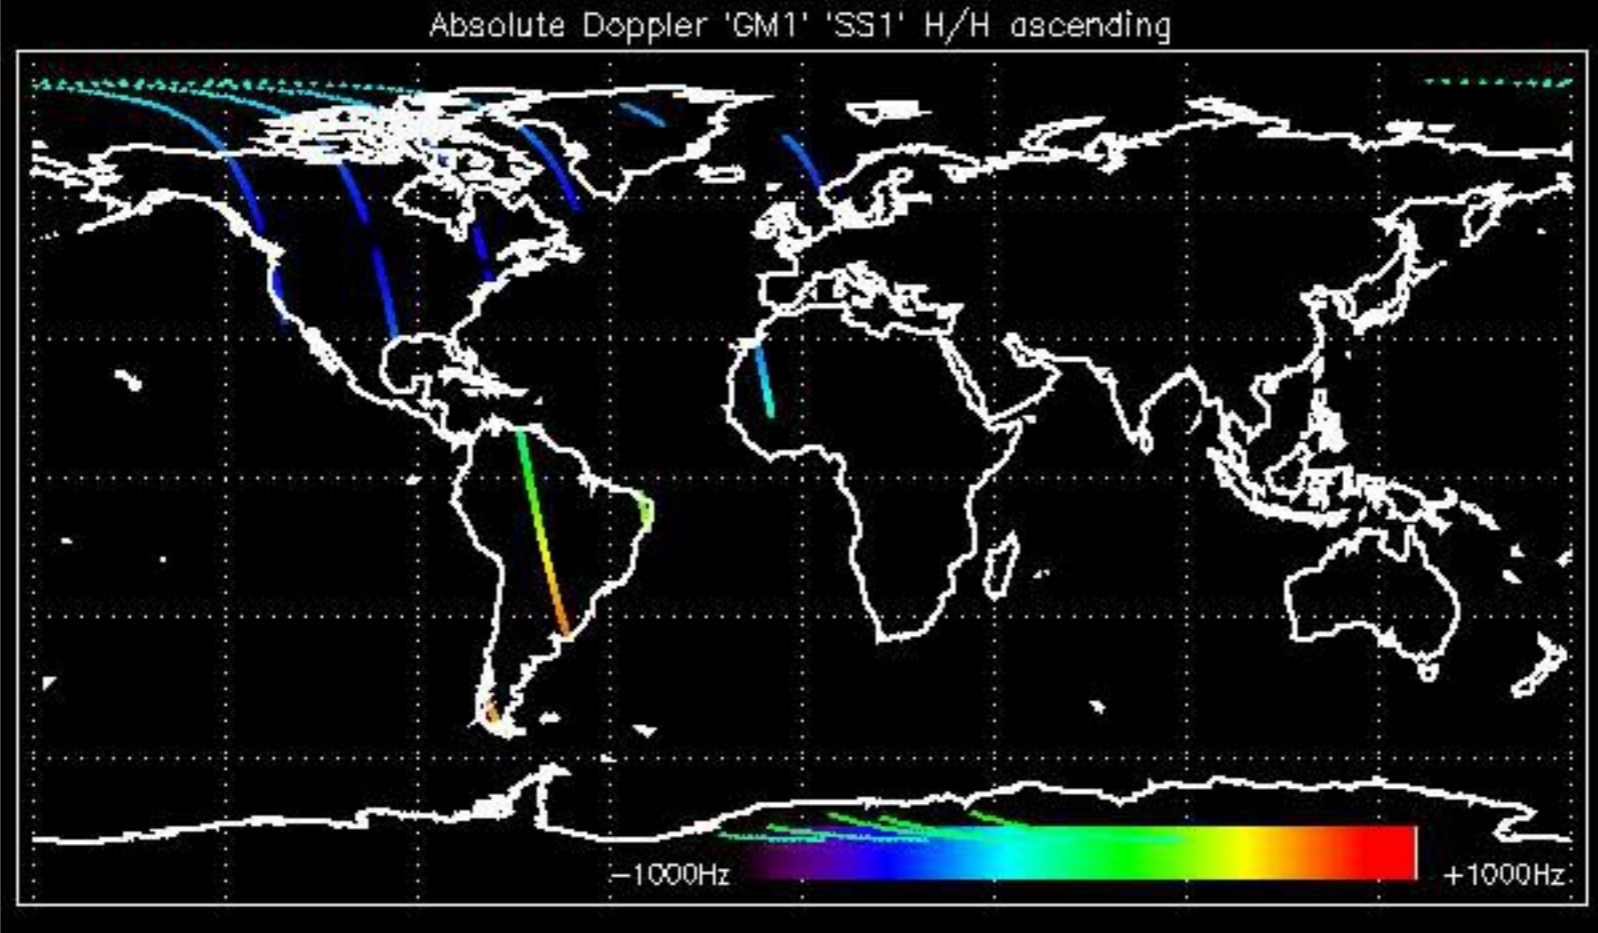 Absolute Doppler 'GM1' 'SS1' H/H ascending
−1000Hz
+1000Hz